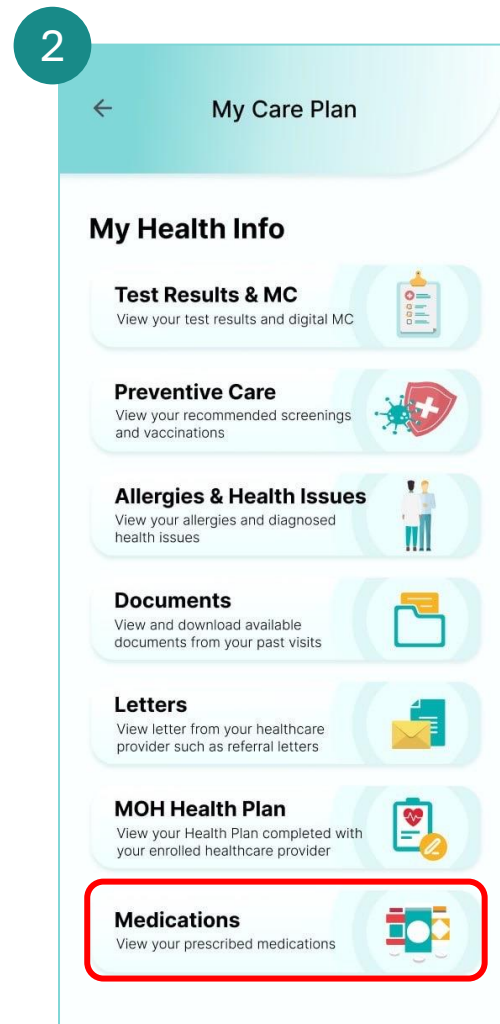 2
My Care Plan
My Health Info
Test Results & MC
View your test results and digital MC
Preventive Care
View your recommended screenings
and vaccinations
Allergies & Health Issues
View your allergies and diagnosed
health issues
Documents
View and download available
documents from your past visits
Letters
View letter from your healthcare
provider such as referral letters
MOH Health Plan
View your Health Plan completed with
your enrolled healthcare provider
Medications
View your prescribed medications